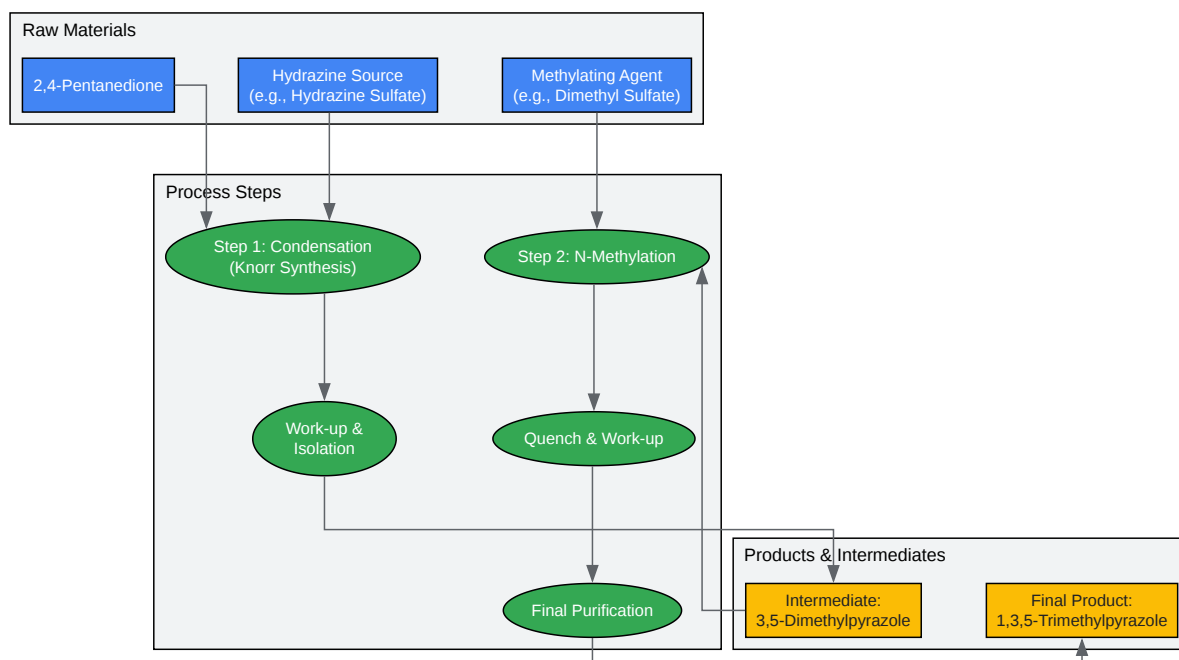 Raw Materials
2,4-Pentanedione
Hydrazine Source
(e.g., Hydrazine Sulfate)
Methylating Agent
(e.g., Dimethyl Sulfate)
Process Steps
Step 1: Condensation
(Knorr Synthesis)
Step 2: N-Methylation
Work-up &
Isolation
Quench & Work-up
Final Purification
Products & Intermediates
Intermediate:
3,5-Dimethylpyrazole
Final Product:
1,3,5-Trimethylpyrazole